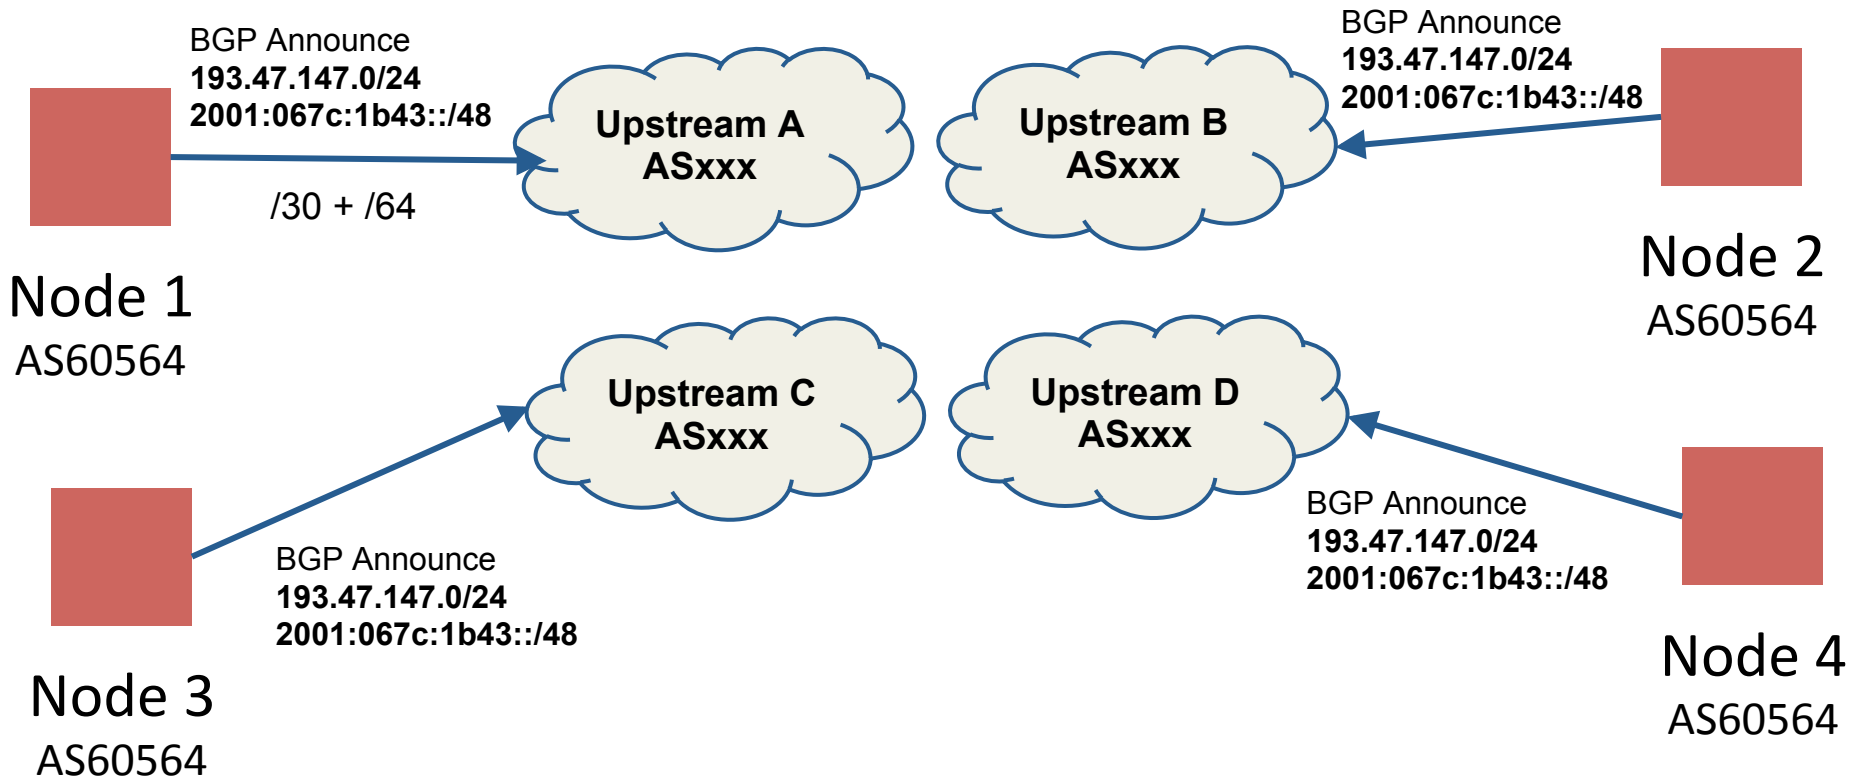 BGP Announce
193.47.147.0/24
2001:067c:1b43::/48
/30 + /64
Node 1
AS60564
Upstream A
ASxxx
Upstream B
ASxxx
BGP Announce
193.47.147.0/24
2001:067c:1b43::/48
Node 2
AS60564
Upstream C
ASxxx
Upstream D
ASxxx
BGP Announce
193.47.147.0/24
2001:067c:1b43::/48
Node 3
AS60564
BGP Announce
193.47.147.0/24
2001:067c:1b43::/48
Node 4
AS60564